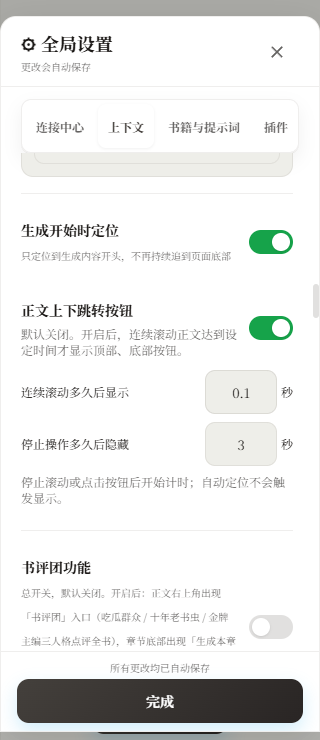 全局设置
更改会自动保存
连接中心 上下文 书籍与提示词 插件
生成开始时定位
只定位到生成内容开头，不再持续追到页面底部
正文上下跳转按钮
默认关闭。开启后，连续滚动正文达到设
定时间才显示顶部、底部按钮。
连续滚动多久后显示 0.1 秒
停止操作多久后隐藏 3 秒
停止滚动或点击按钮后开始计时；自动定位不会触
发显示。
书评团功能
总开关，默认关闭。开启后：正文右上角出现
「书评团」入口（吃瓜群众 / 十年老书虫 / 金牌
主编三人格点评全书），章节底部出现「生成本章
所有更改均已自动保存
完成